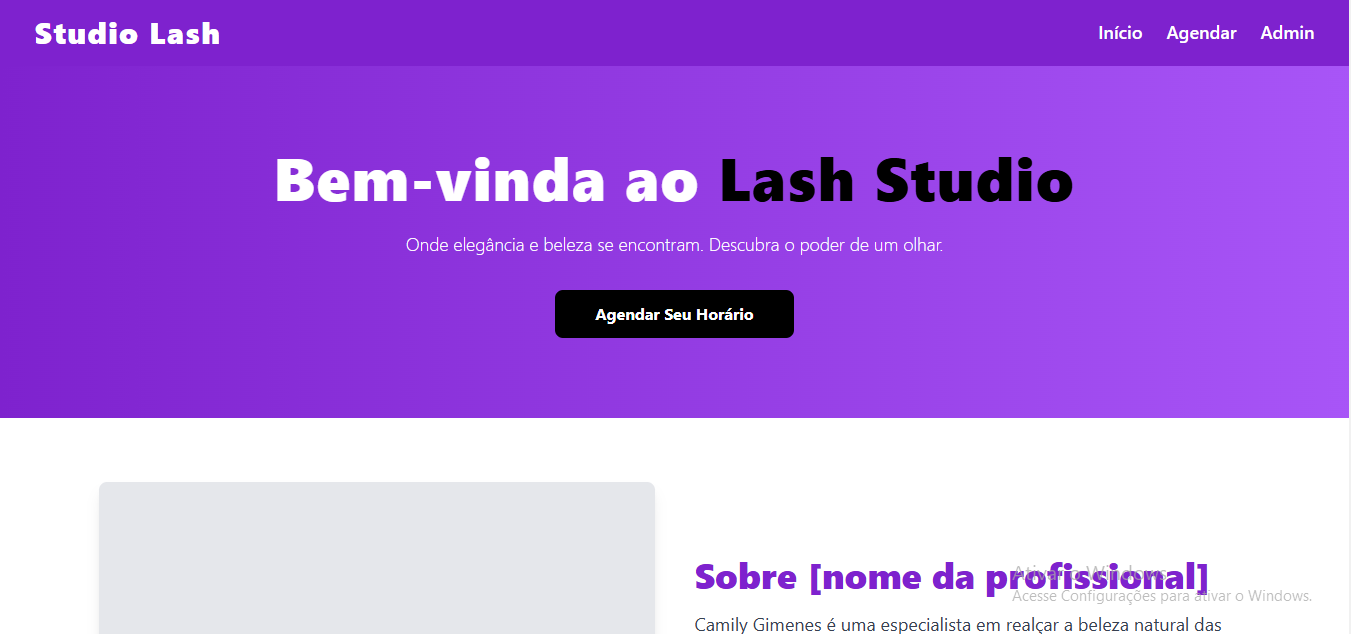 Studio Lash
Início Agendar Admin
Bem-vinda ao Lash Studio
Onde elegância e beleza se encontram. Descubra o poder de um olhar.
Agendar Seu Horário
Sobre [nome da profissional]
Camily Gimenes é uma especialista em realçar a beleza natural das
Ativar o Windows
Acesse Configurações para ativar o Windows.